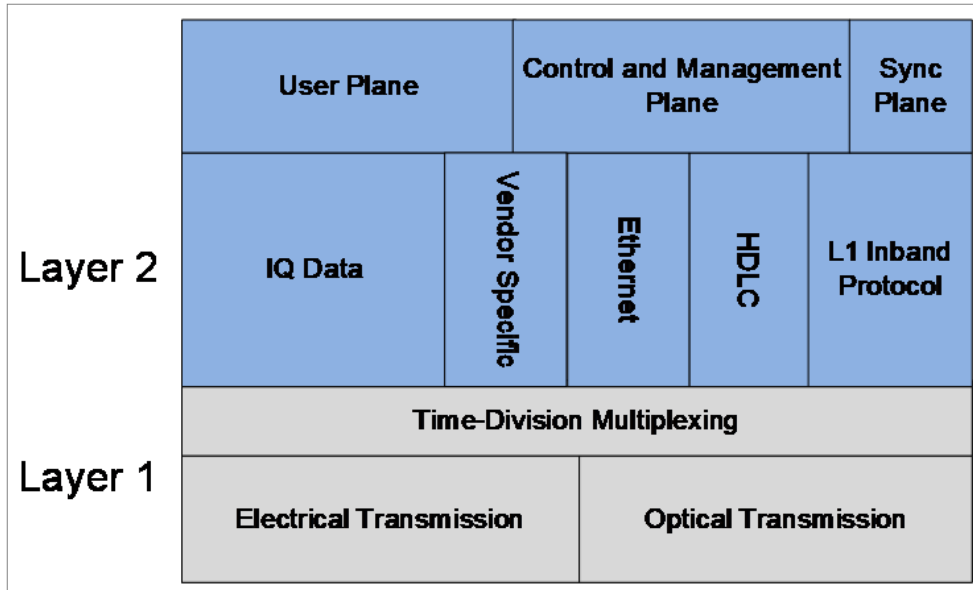 User Plane
Control and Management
Plane
Sync
Plane
Layer 2
IQ Data
Vendor Specific
Ethernet
HDLC
L1 Inband
Protocol
Time-Division Multiplexing
Layer 1
Electrical Transmission
Optical Transmission